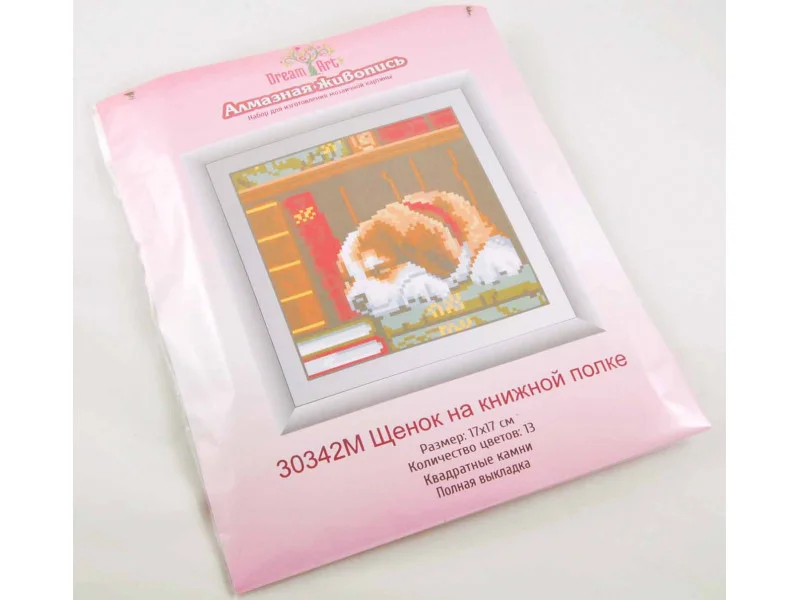 Dream Art
Алмазная живопись
Набор для изготовления мозаичной картины
30342М Щенок на книжной полке
Размер: 17х17 см
Количество цветов: 13
Квадратные камни
Полная выкладка